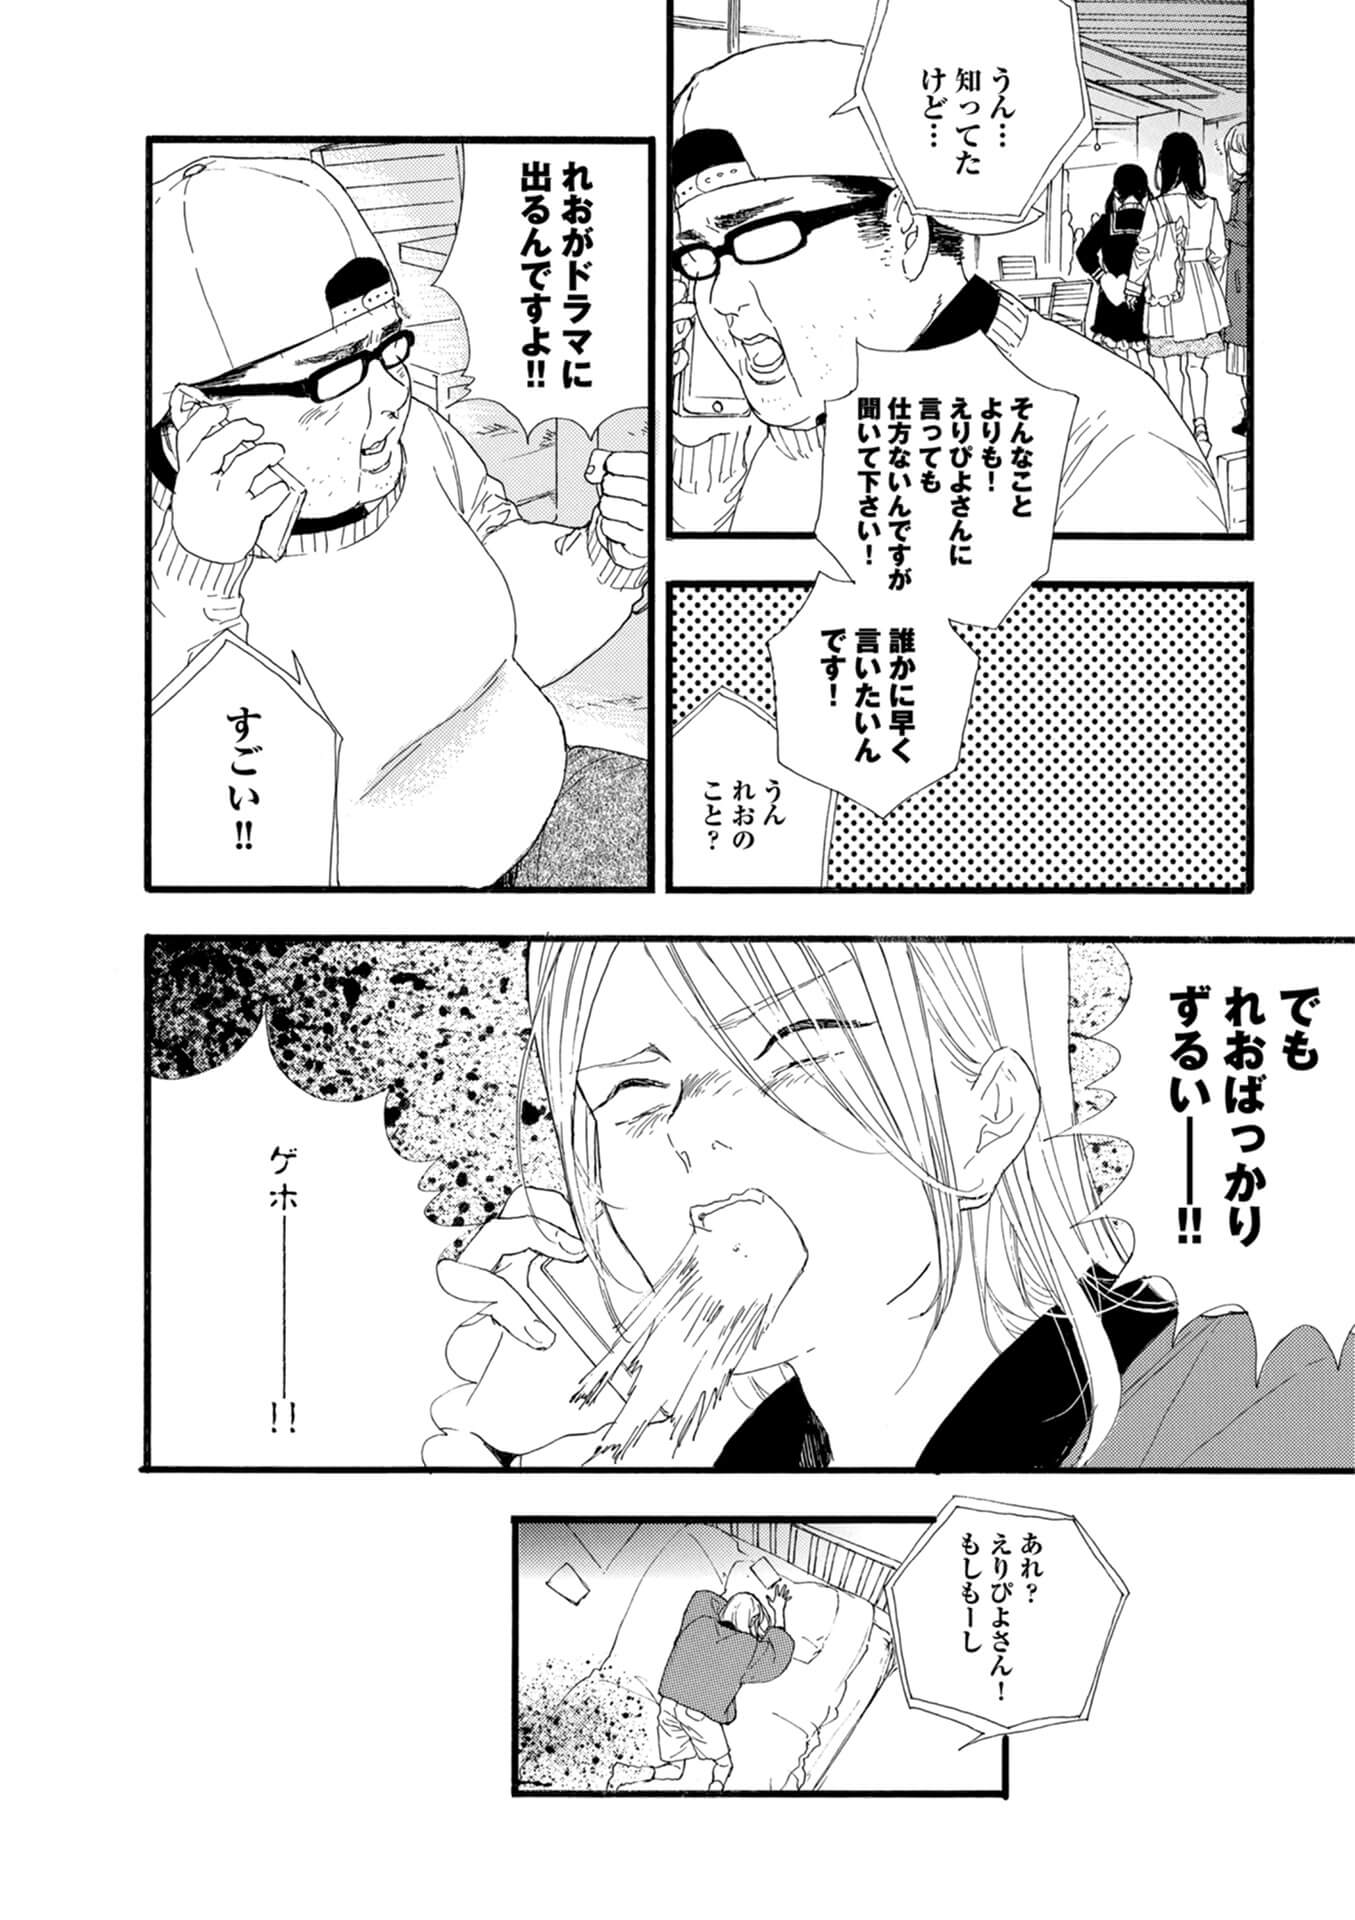 うん…
知ってた
けど…
そんなこと
よりも！
えりぴよさんに
言っても
仕方ないんですが
聞いて下さい！
誰かに早く
言いたいん
です！
うん
れおの
こと？
れおがドラマに
出るんですよ!!
すごい!!
でも
れおばっかり
ずるい——!!
ゲホ——!!
あれ？
えりぴよさん！
もしもーし